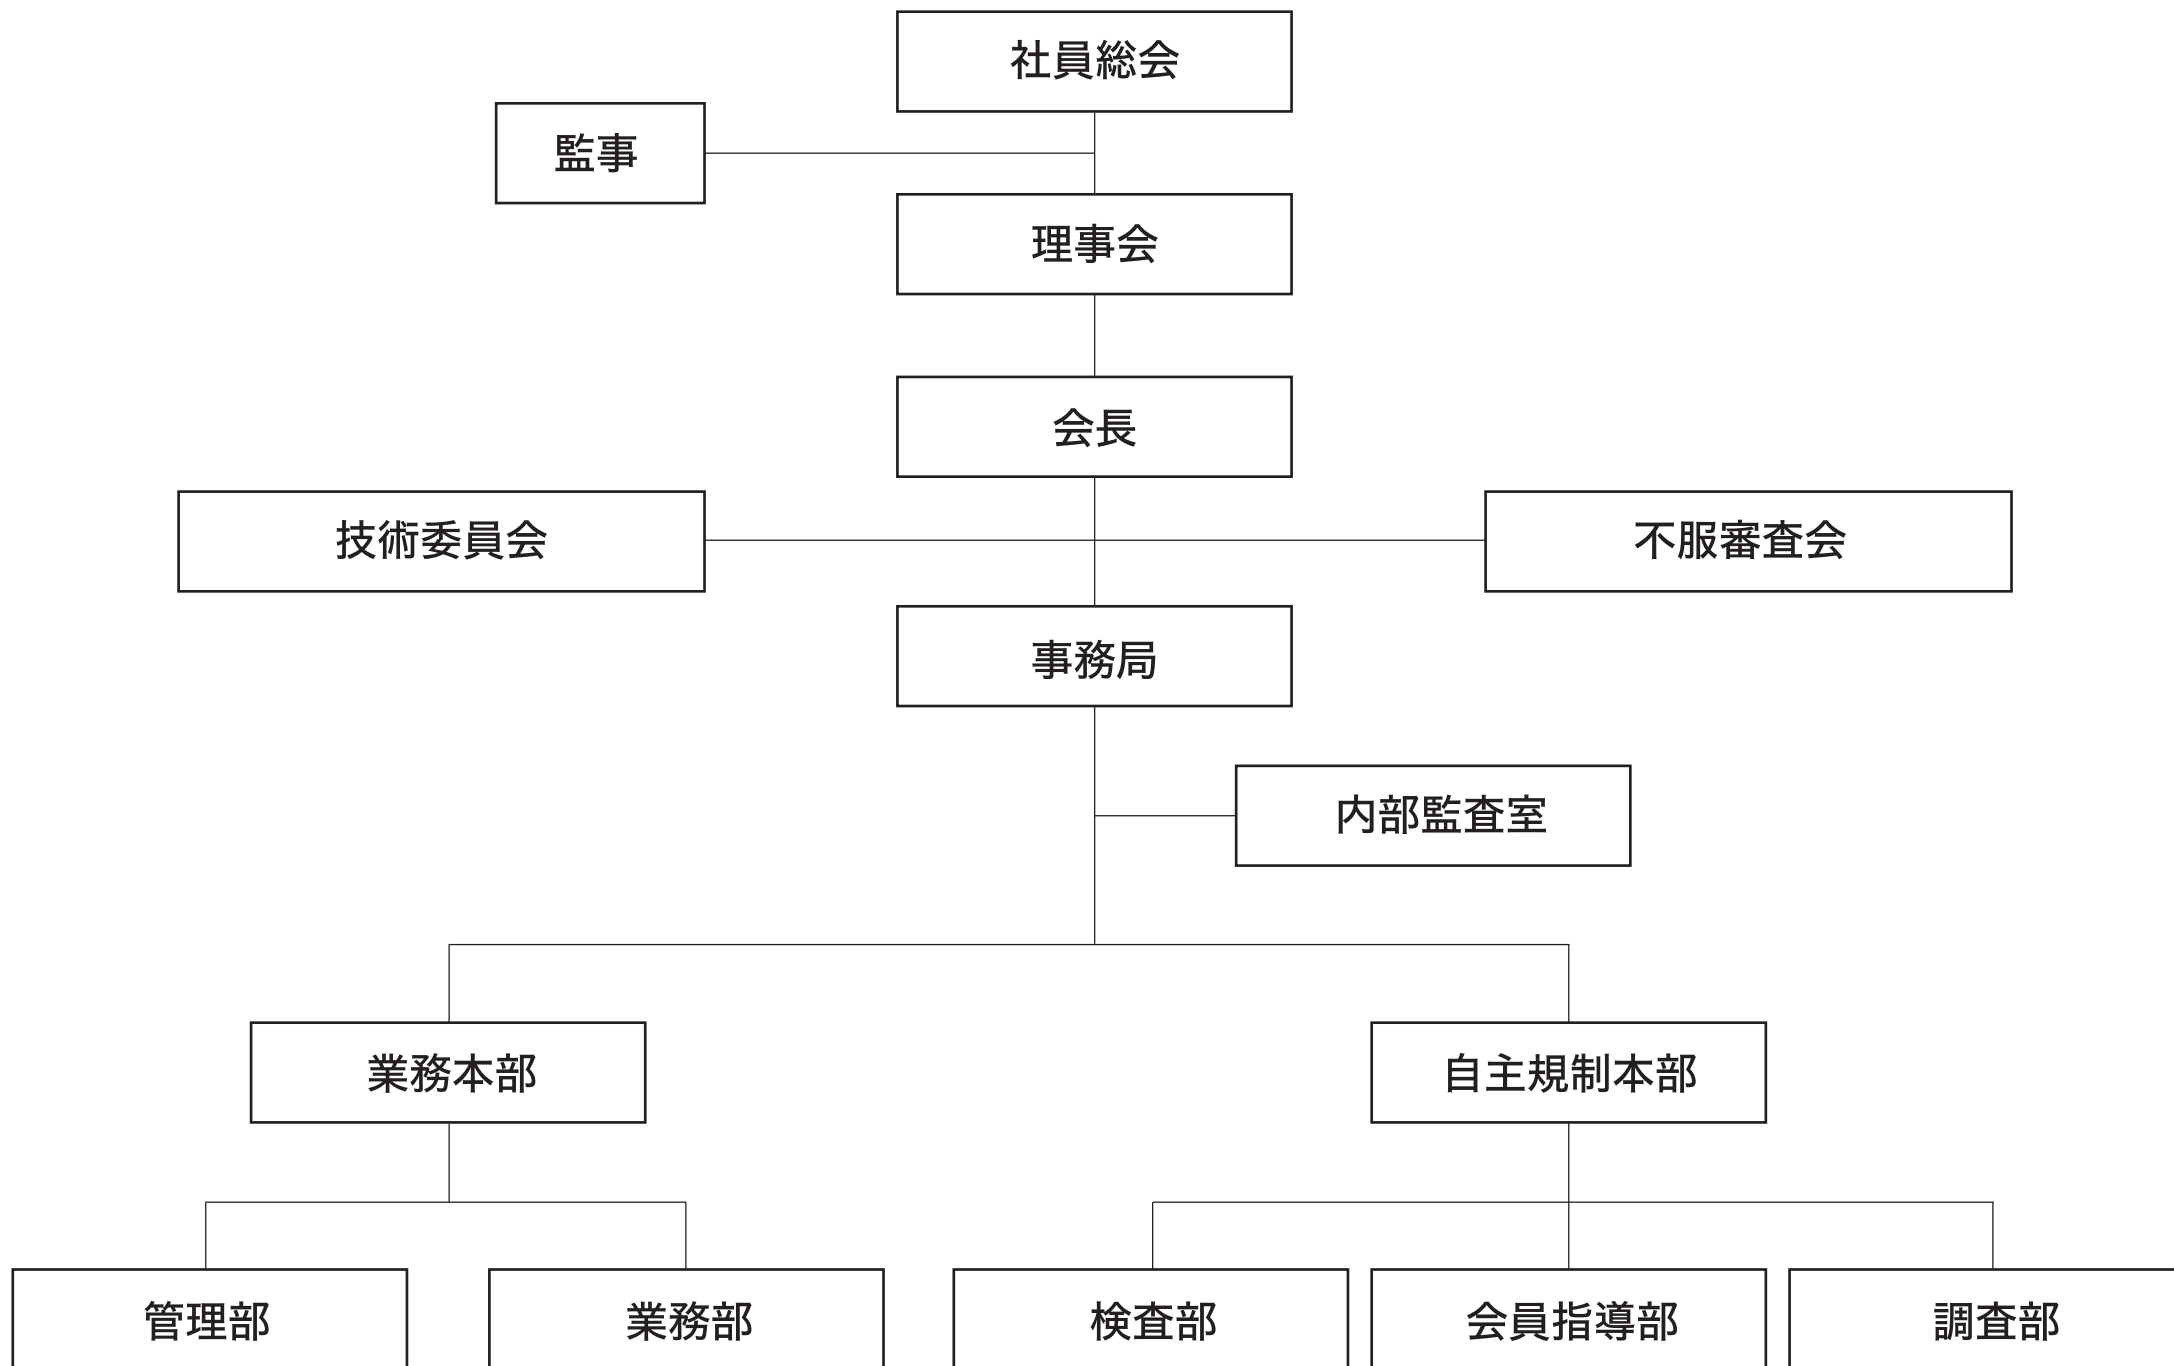 社員総会
監事
理事会
会長
技術委員会
不服審査会
事務局
内部監査室
業務本部
自主規制本部
管理部
業務部
検査部
会員指導部
調査部